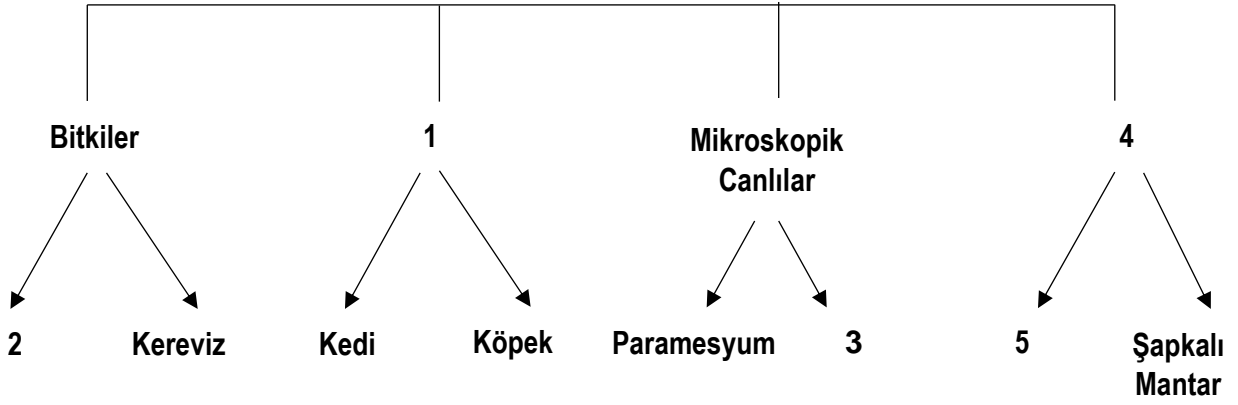 Bitkiler
1
Mikroskopik
Canlılar
4
2
Kereviz
Kedi
Köpek
Paramesyum
3
5
Şapkalı
Mantar